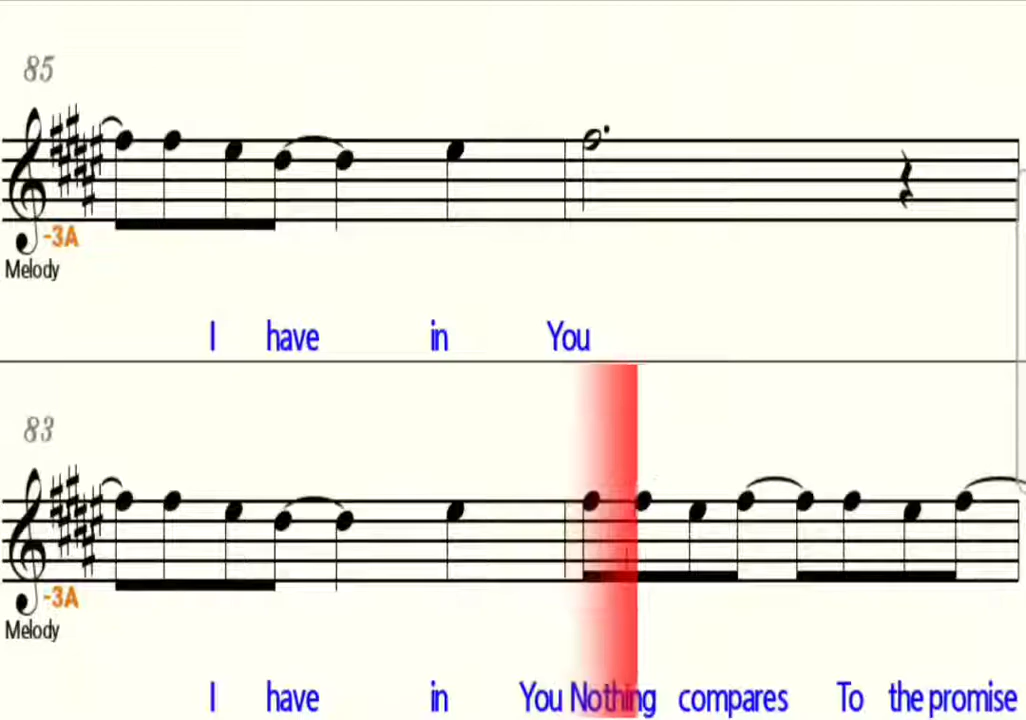 85
-3A
Melody
I have in You
83
-3A
Melody
I have in You Nothing compares To the promise